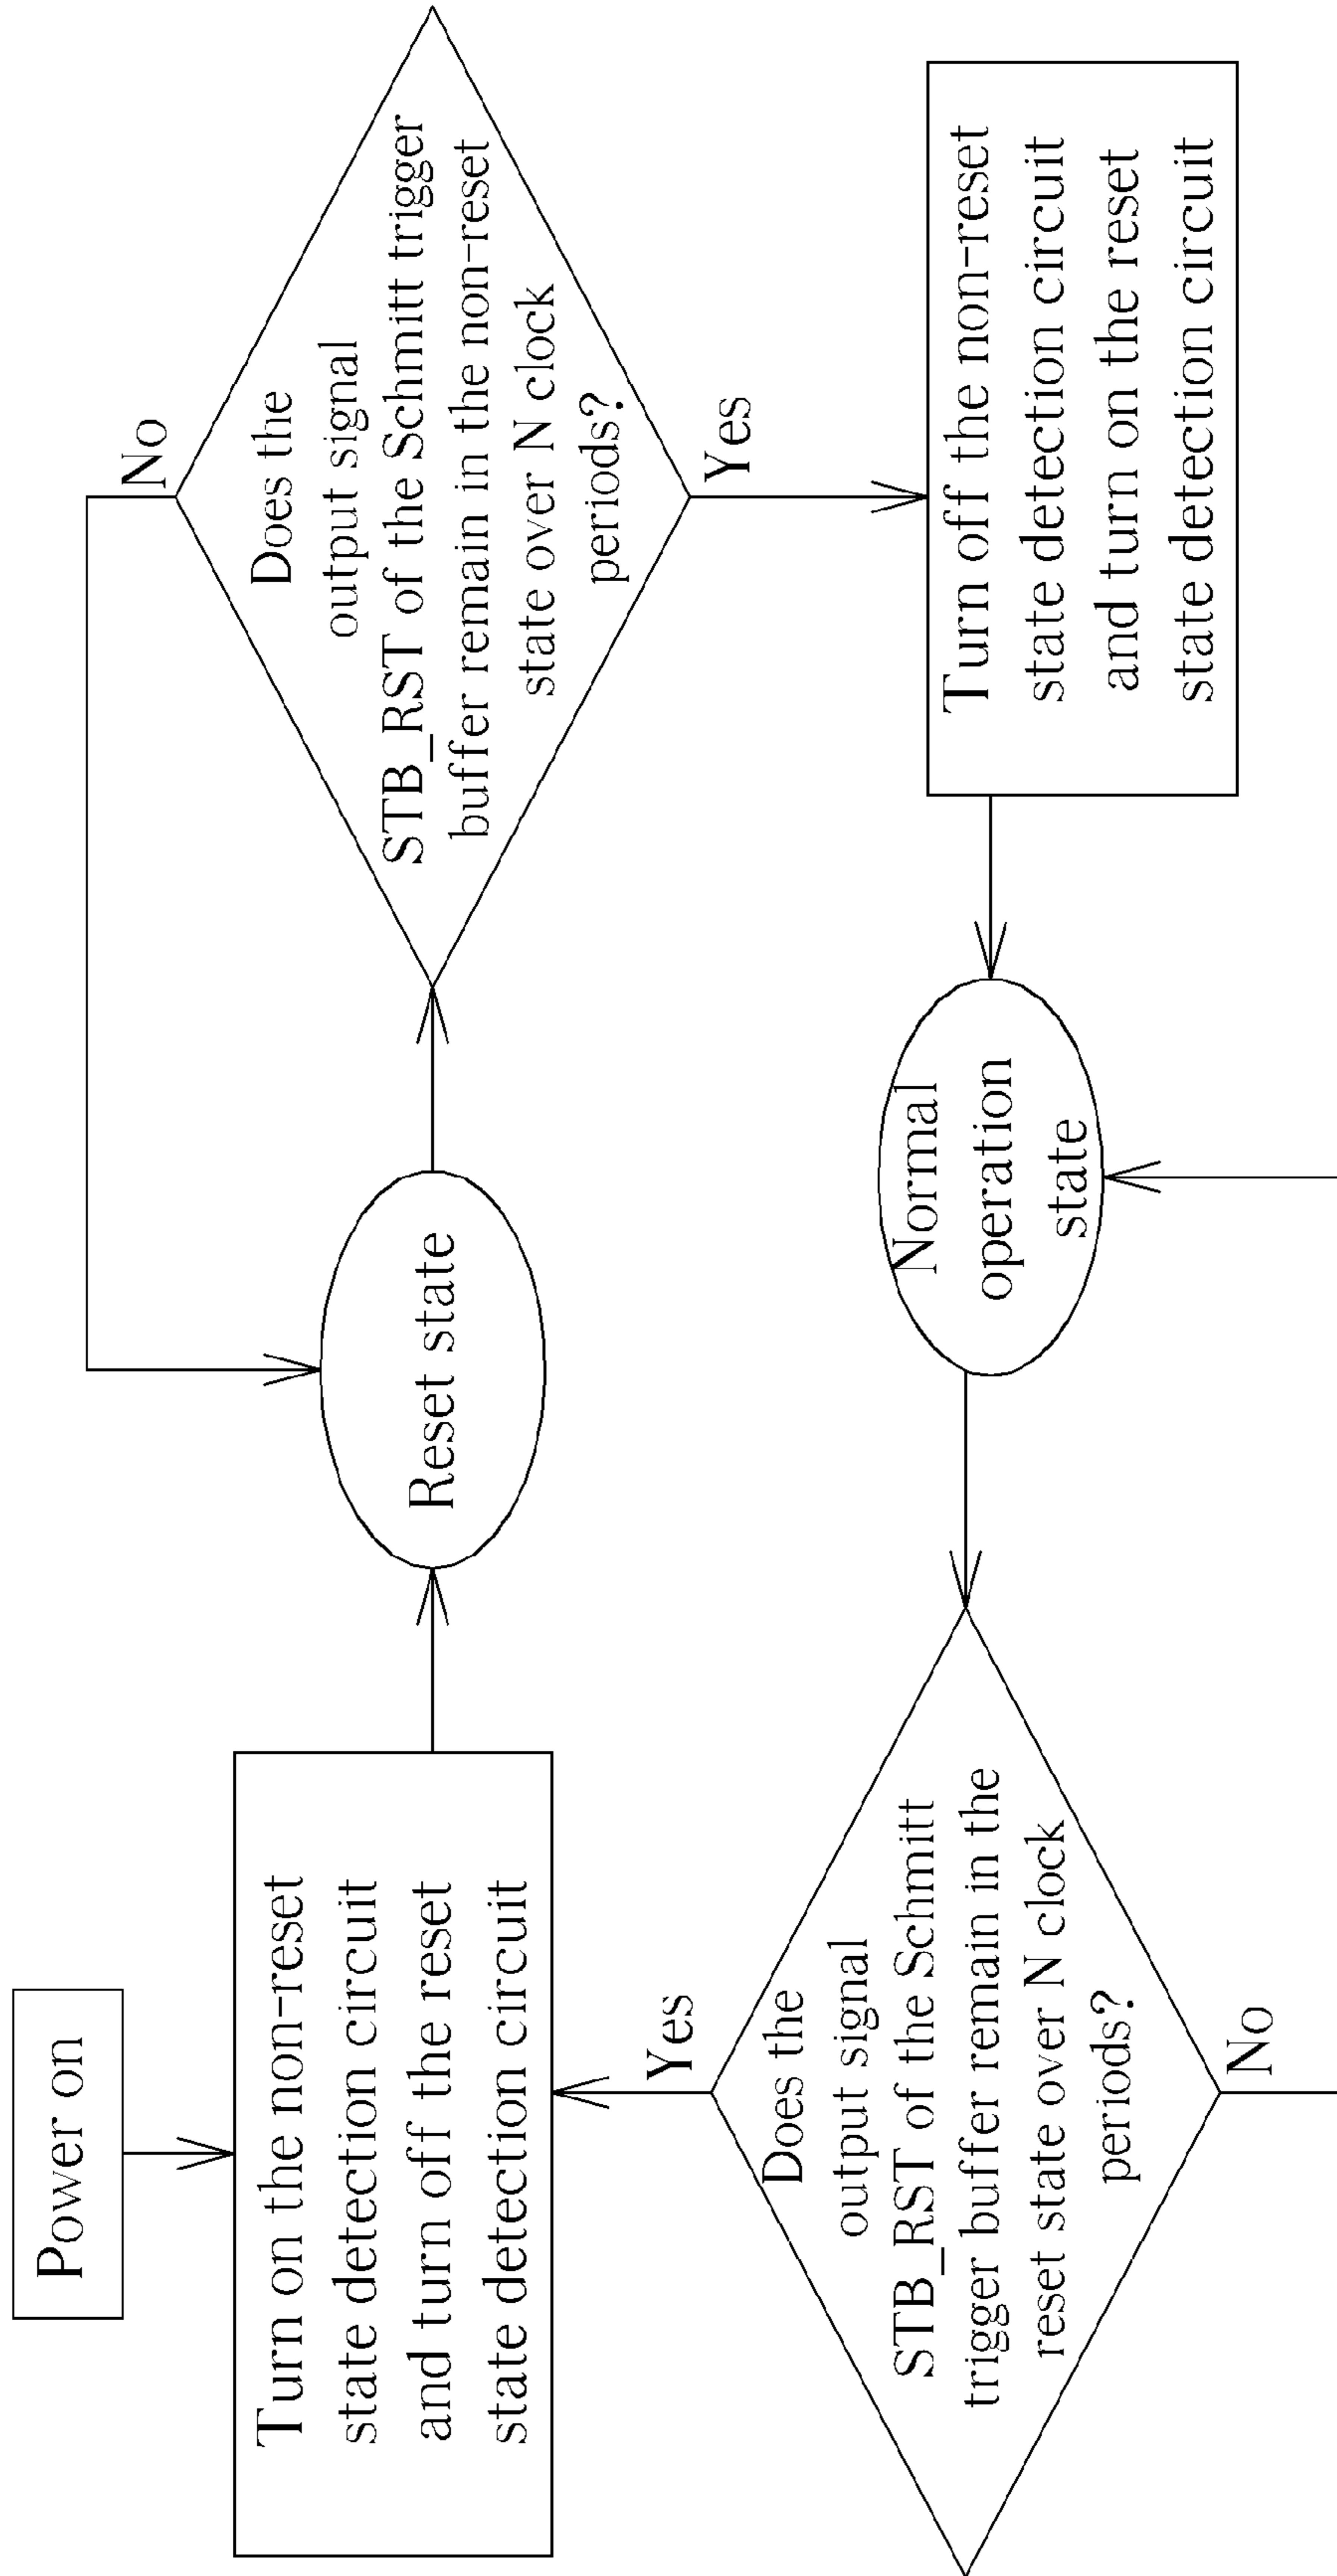 Power on
Turn on the non-reset
state detection circuit
and turn off the reset
state detection circuit
Reset state
No
Does the
output signal
STB_RST of the Schmitt trigger
buffer remain in the non-reset
state over N clock
periods?
Yes
Turn off the non-reset
state detection circuit
and turn on the reset
state detection circuit
Normal
operation
state
Yes
Does the
output signal
STB_RST of the Schmitt
trigger buffer remain in the
reset state over N clock
periods?
No